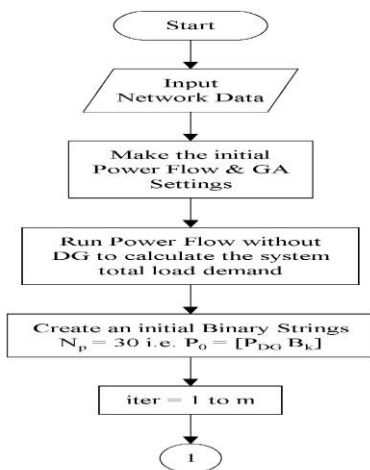 Start
Input
Network Data
Make the initial
Power Flow & GA
Settings
Run Power Flow without
DG to calculate the system
total load demand
Create an initial Binary Strings
Nₚ = 30 i.e. P₀ = [P_DG Bₖ]
iter = 1 to m
1